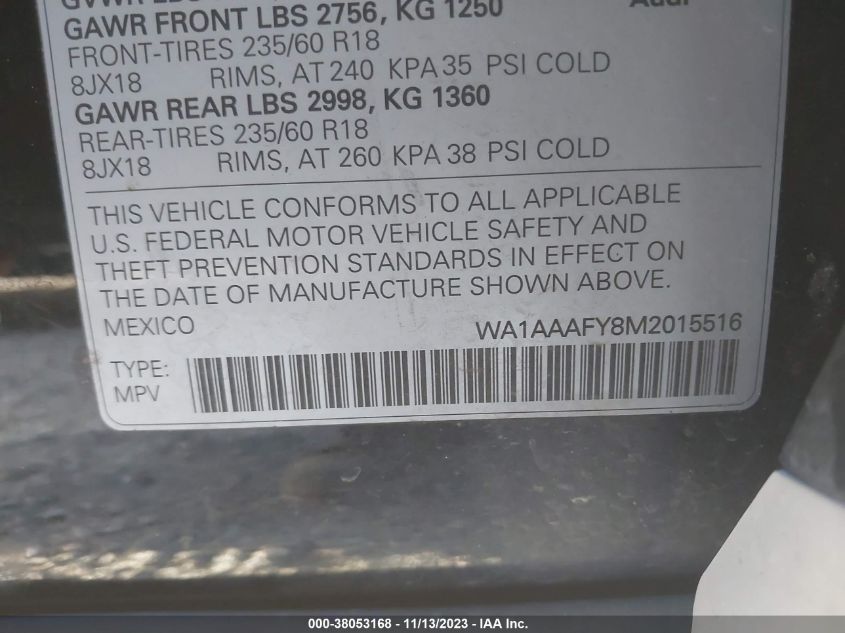 GVWR LBS
Audi
GAWR FRONT LBS 2756, KG 1250
FRONT-TIRES 235/60 R18
8JX18 RIMS, AT 240 KPA 35 PSI COLD
GAWR REAR LBS 2998, KG 1360
REAR-TIRES 235/60 R18
8JX18 RIMS, AT 260 KPA 38 PSI COLD
THIS VEHICLE CONFORMS TO ALL APPLICABLE
U.S. FEDERAL MOTOR VEHICLE SAFETY AND
THEFT PREVENTION STANDARDS IN EFFECT ON
THE DATE OF MANUFACTURE SHOWN ABOVE.
MEXICO WA1AAAFY8M2015516
TYPE:
MPV
000-38053168 - 11/13/2023 - © IAA Inc.